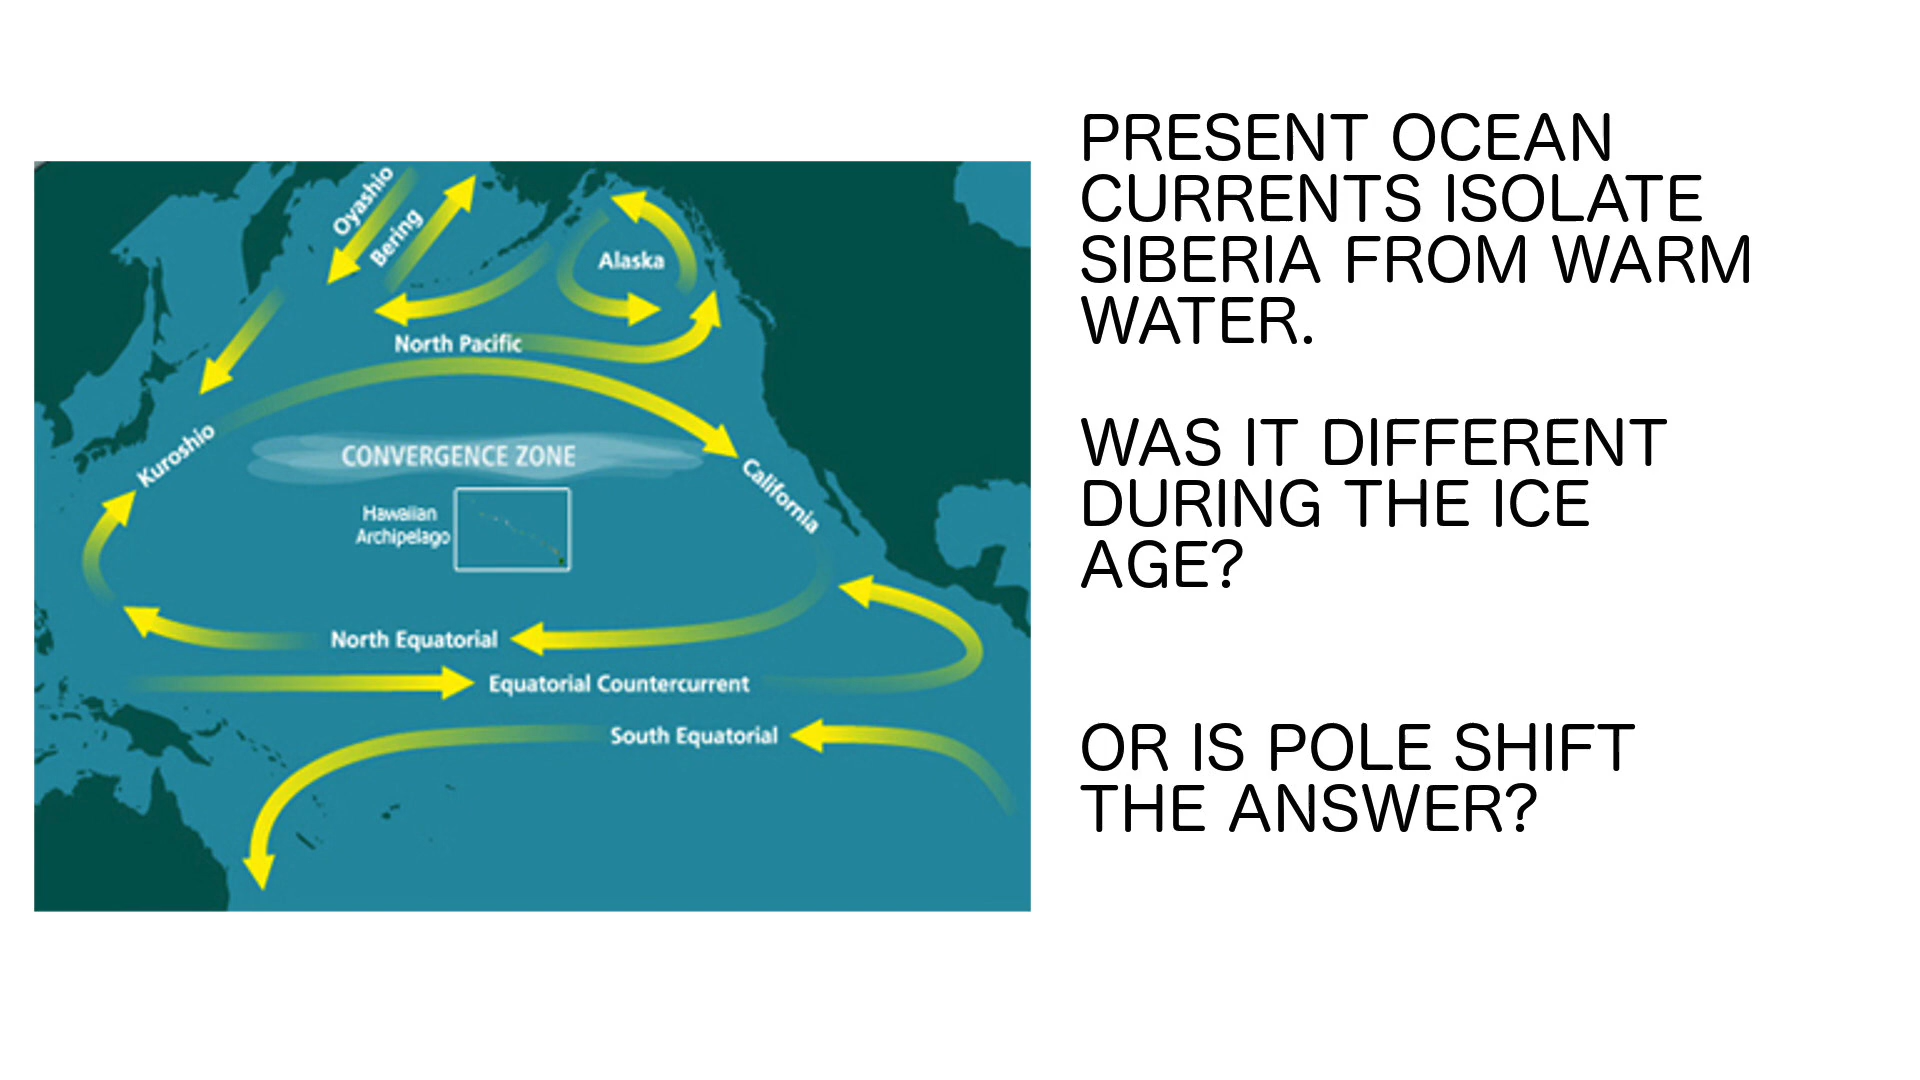 Oyashio
Bering
Alaska
North Pacific
Kuroshio
CONVERGENCE ZONE
California
Hawaiian
Archipelago
North Equatorial
Equatorial Countercurrent
South Equatorial
PRESENT OCEAN
CURRENTS ISOLATE
SIBERIA FROM WARM
WATER.
WAS IT DIFFERENT
DURING THE ICE
AGE?
OR IS POLE SHIFT
THE ANSWER?